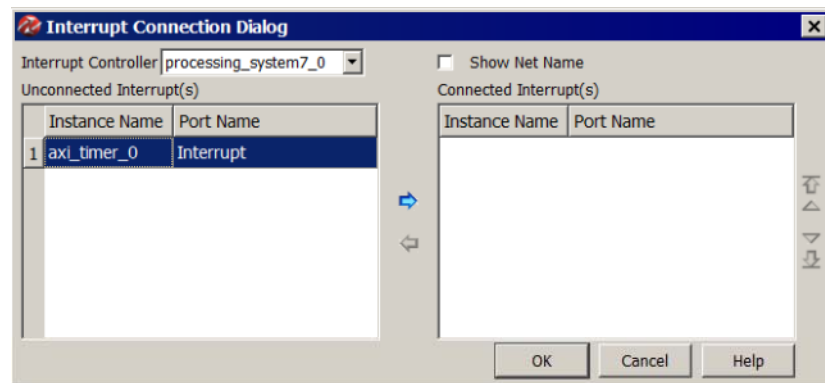 Interrupt Connection Dialog
Interrupt Controller processing_system7_0
Show Net Name
Unconnected Interrupt(s)
Connected Interrupt(s)
Instance Name Port Name
Instance Name Port Name
1 axi_timer_0 Interrupt
OK Cancel Help